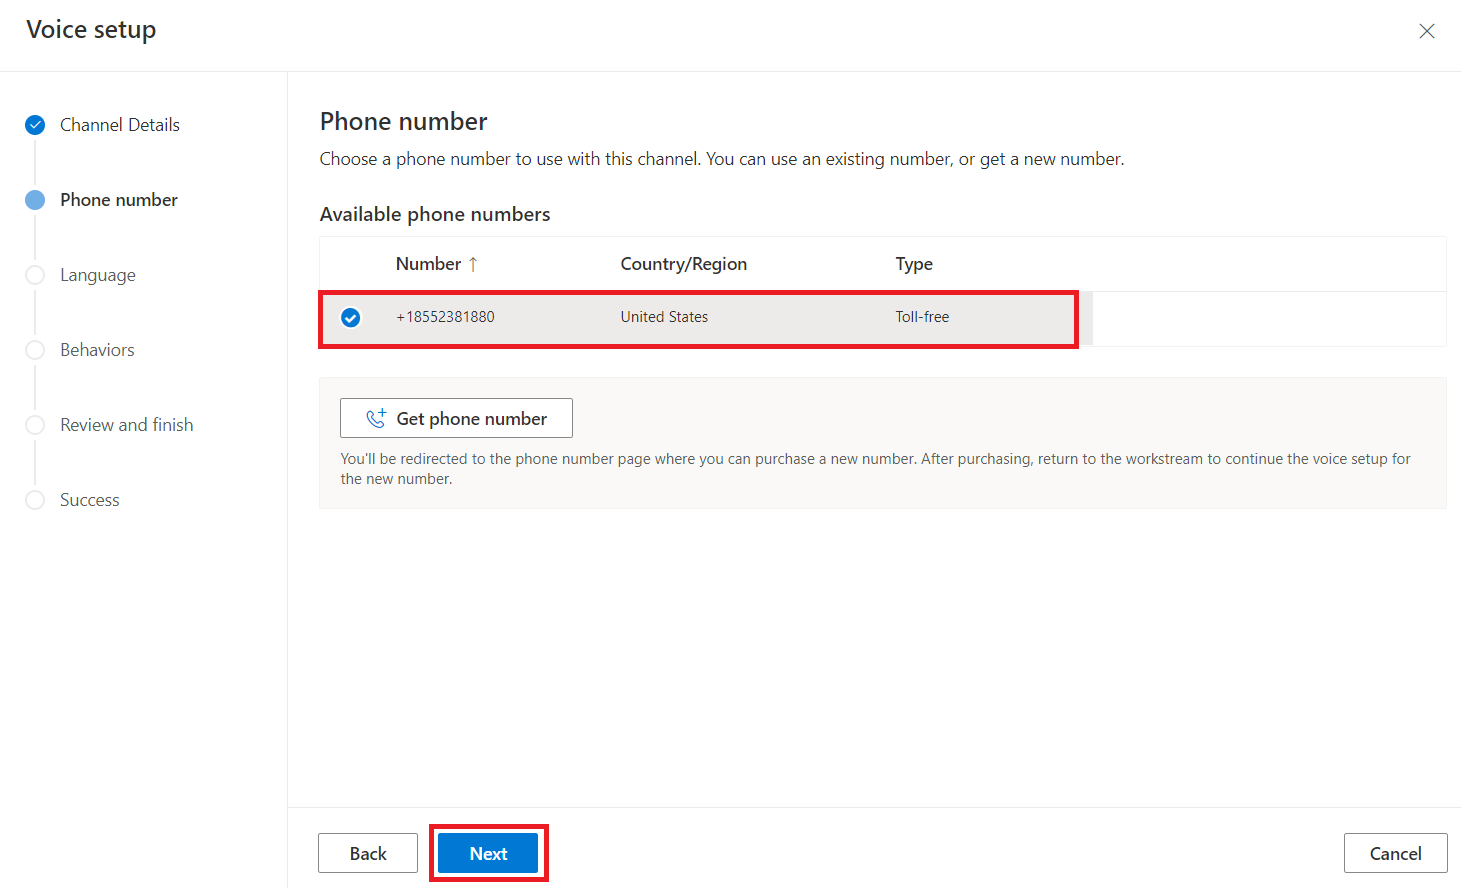 Voice setup
Channel Details
Phone number
Language
Behaviors
Review and finish
Success
Phone number
Choose a phone number to use with this channel. You can use an existing number, or get a new number.
Available phone numbers
Number ↑ Country/Region Type
+18552381880 United States Toll-free
Get phone number
You'll be redirected to the phone number page where you can purchase a new number. After purchasing, return to the workstream to continue the voice setup for
the new number.
Back Next Cancel